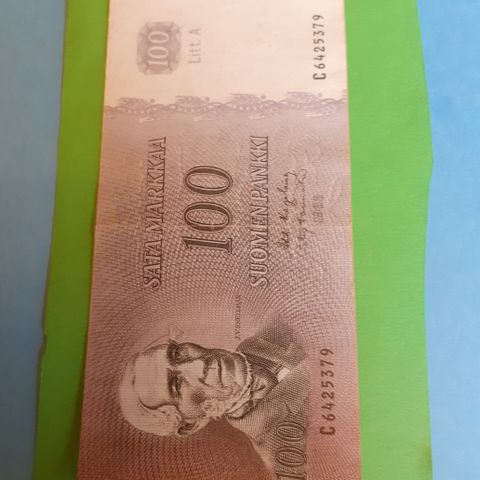 100
Litt. A
C6425379
SATA MARKKAA
100
SUOMEN PANKKI
C6425379
100